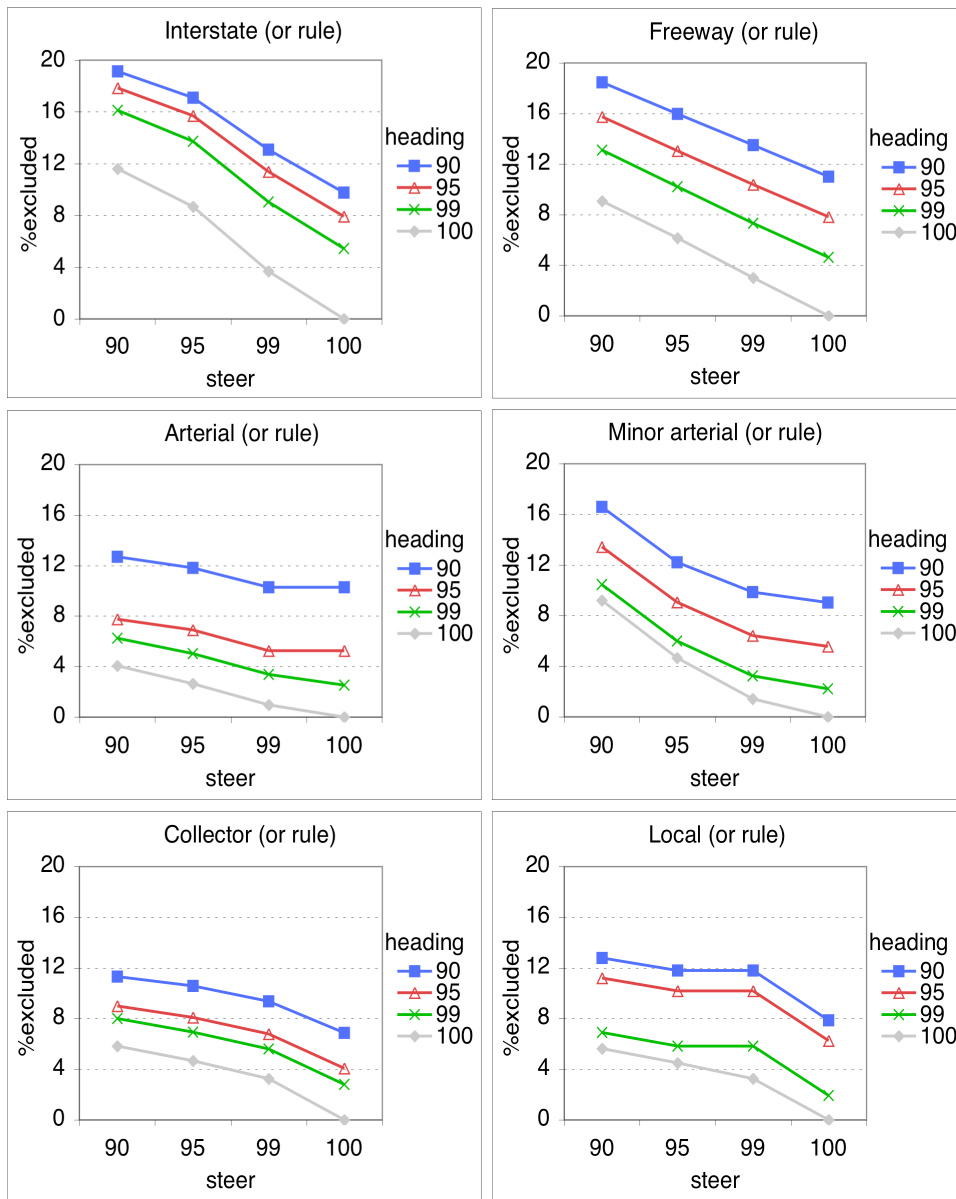 Interstate (or rule)
20
16
12
8
4
0
%excluded
90 95 99 100
steer
heading
90
95
99
100
Freeway (or rule)
20
16
12
8
4
0
%excluded
90 95 99 100
steer
heading
90
95
99
100
Arterial (or rule)
20
16
12
8
4
0
%excluded
90 95 99 100
steer
heading
90
95
99
100
Minor arterial (or rule)
20
16
12
8
4
0
%excluded
90 95 99 100
steer
heading
90
95
99
100
Collector (or rule)
20
16
12
8
4
0
%excluded
90 95 99 100
steer
heading
90
95
99
100
Local (or rule)
20
16
12
8
4
0
%excluded
90 95 99 100
steer
heading
90
95
99
100